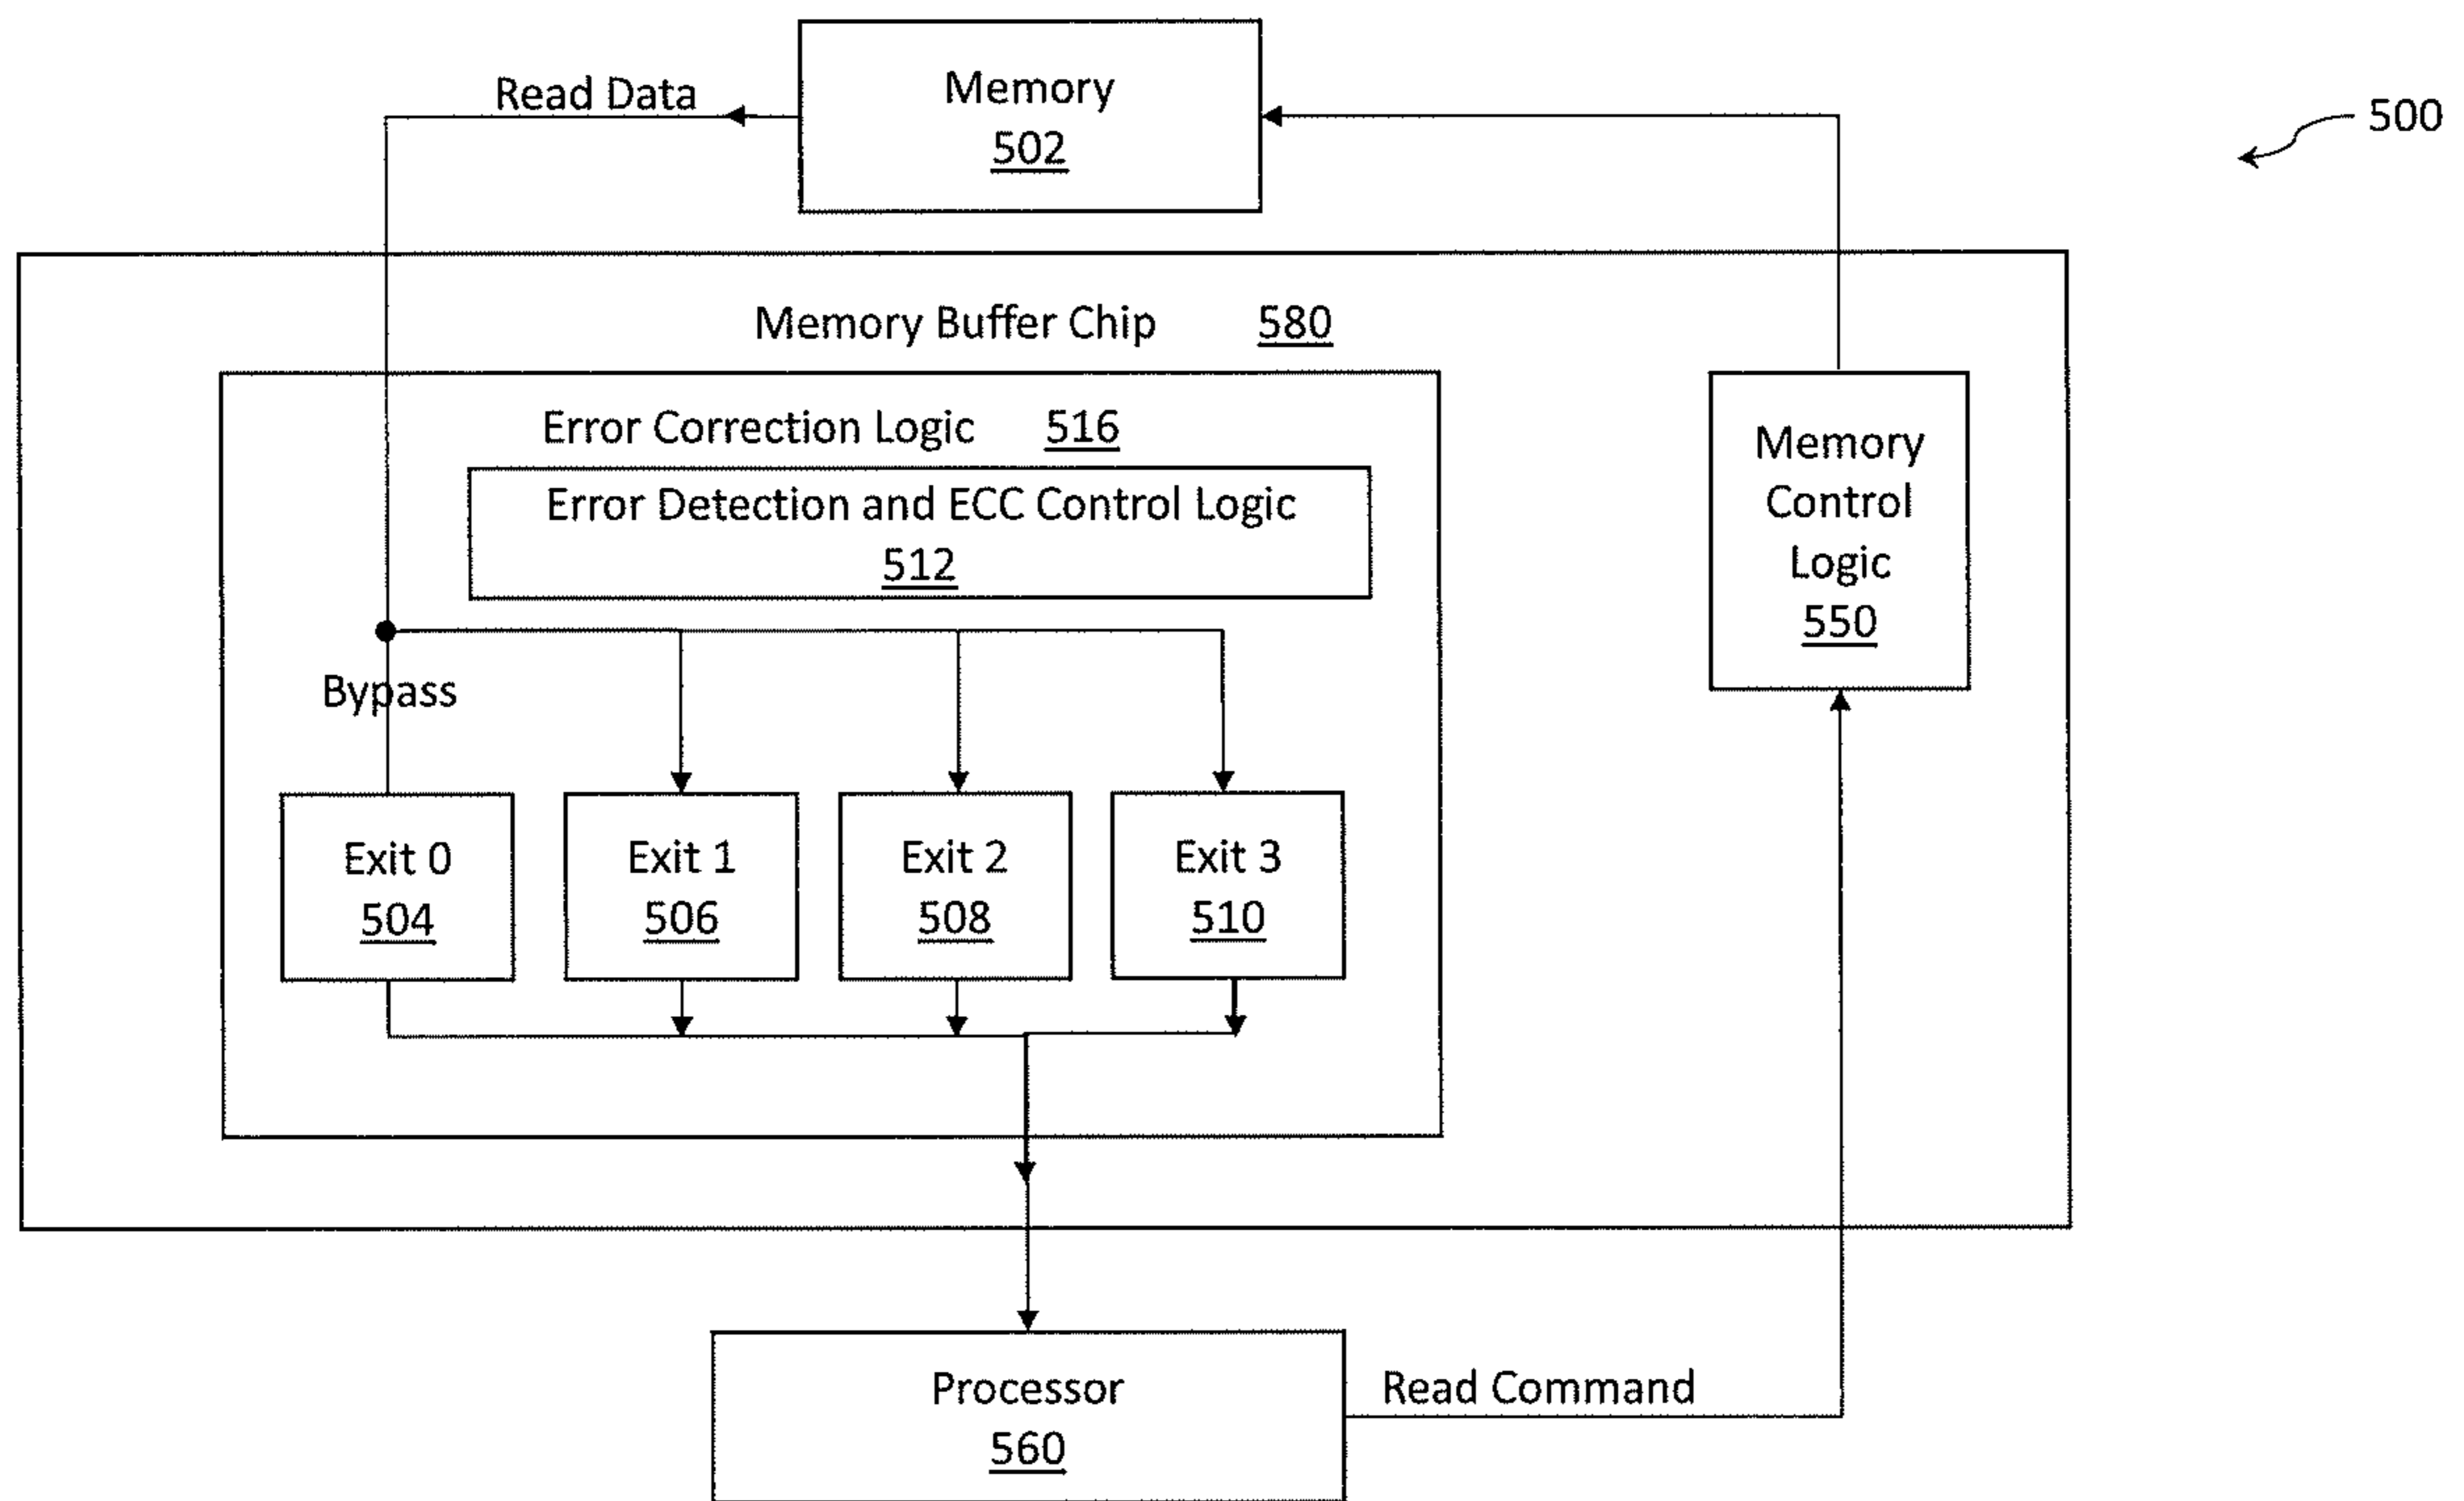 Memory
502
Read Data
500
Memory Buffer Chip 580
Error Correction Logic 516
Error Detection and ECC Control Logic
512
Memory
Control
Logic
550
Bypass
Exit 0
504
Exit 1
506
Exit 2
508
Exit 3
510
Processor
560
Read Command